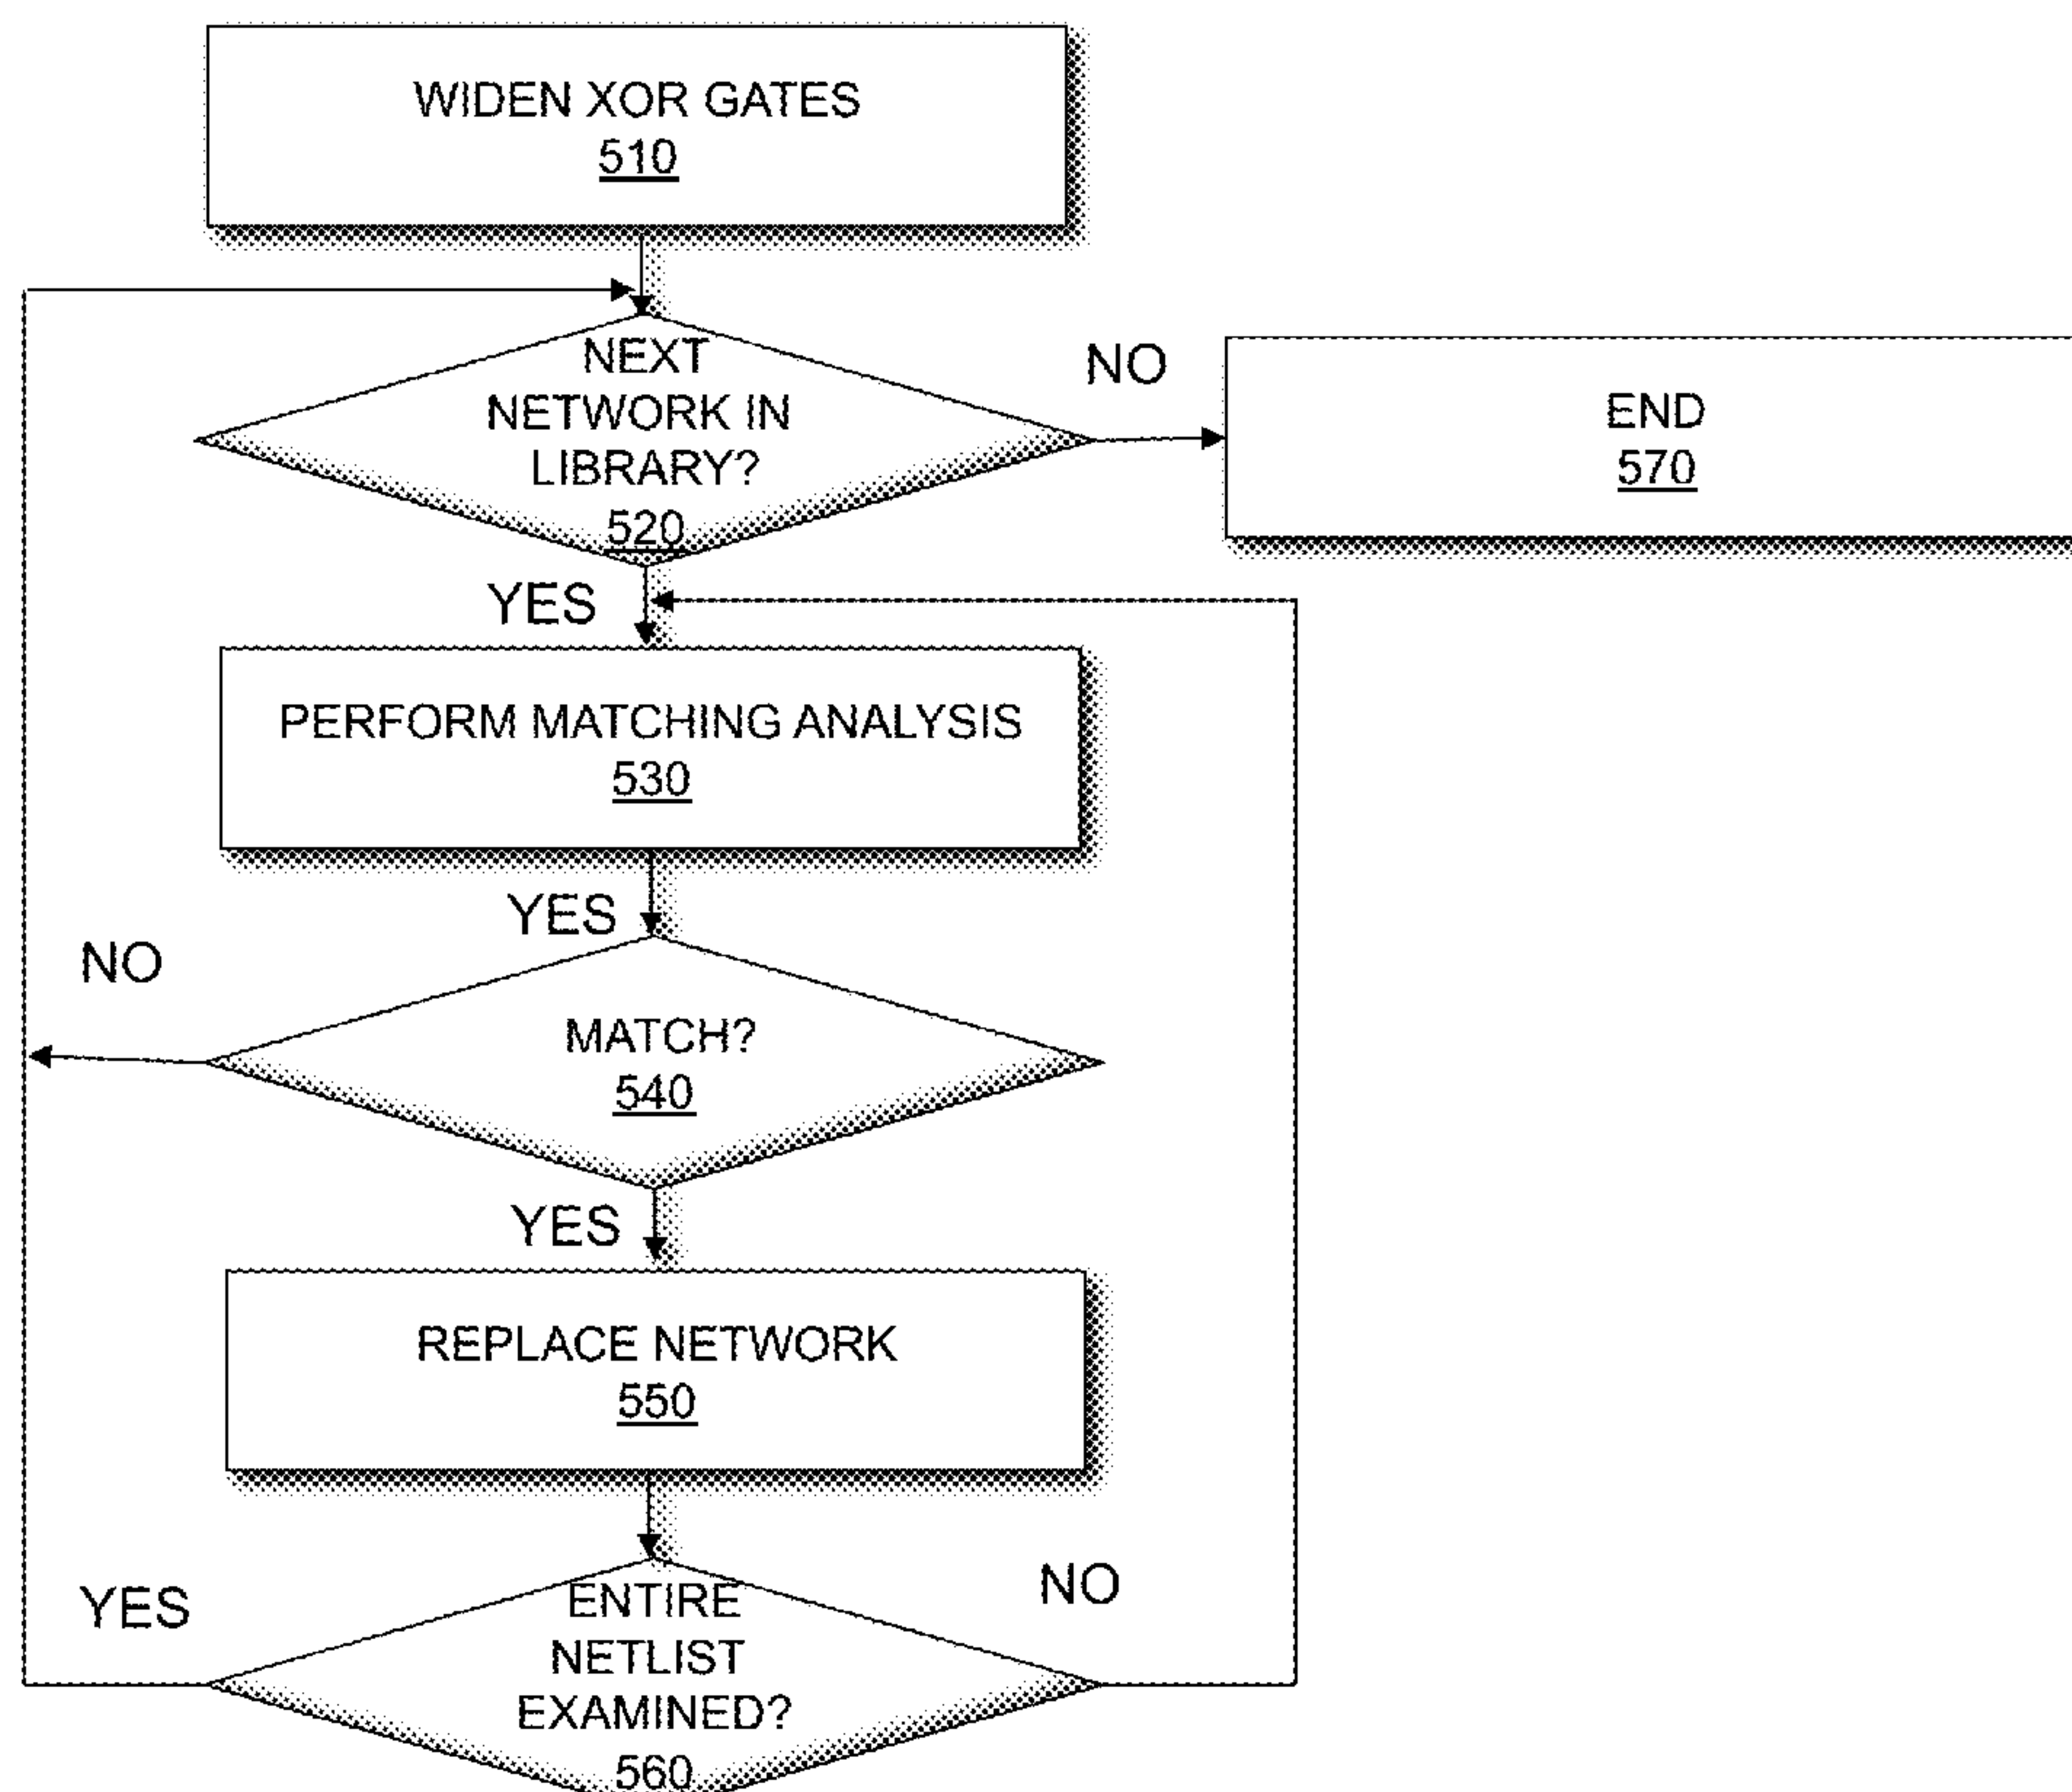 WIDEN XOR GATES
510
NEXT
NETWORK IN
LIBRARY?
520
NO
END
570
YES
PERFORM MATCHING ANALYSIS
530
YES
NO
MATCH?
540
YES
REPLACE NETWORK
550
YES
ENTIRE
NETLIST
EXAMINED?
560
NO